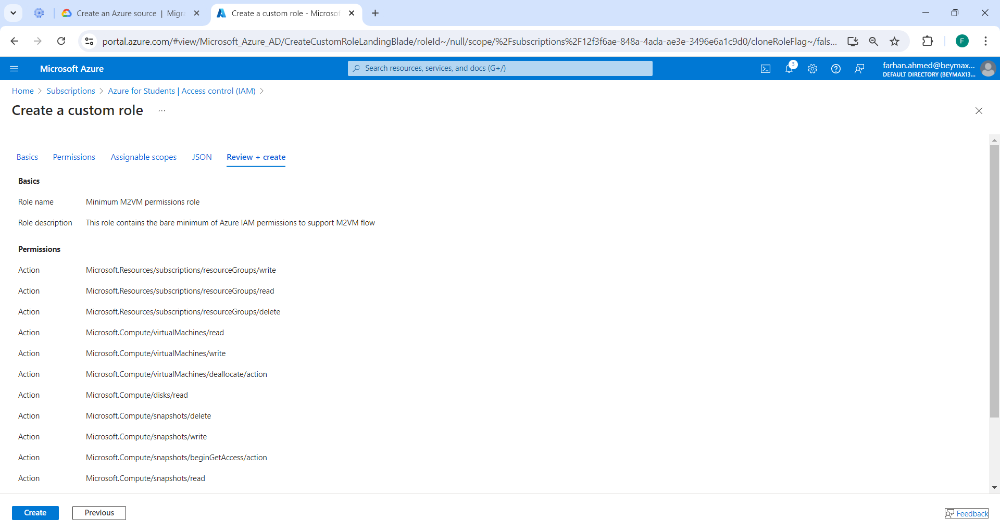 Create an Azure source | Migra
Create a custom role - Microsof
portal.azure.com/#view/Microsoft_Azure_AD/CreateCustomRoleLandingBlade/roleId~/null/scope/%2Fsubscriptions%2F12f3f6ae-848a-4ada-ae3e-3496e6a1c9d0/cloneRoleFlag~/fals...
F
Microsoft Azure
Search resources, services, and docs (G+/)
3
farhan.ahmed@beymax...
DEFAULT DIRECTORY (BEYMAX13...
Home > Subscriptions > Azure for Students | Access control (IAM) >
Create a custom role ...
Basics Permissions Assignable scopes JSON Review + create
Basics
Role name Minimum M2VM permissions role
Role description This role contains the bare minimum of Azure IAM permissions to support M2VM flow
Permissions
Action Microsoft.Resources/subscriptions/resourceGroups/write
Action Microsoft.Resources/subscriptions/resourceGroups/read
Action Microsoft.Resources/subscriptions/resourceGroups/delete
Action Microsoft.Compute/virtualMachines/read
Action Microsoft.Compute/virtualMachines/write
Action Microsoft.Compute/virtualMachines/deallocate/action
Action Microsoft.Compute/disks/read
Action Microsoft.Compute/snapshots/delete
Action Microsoft.Compute/snapshots/write
Action Microsoft.Compute/snapshots/beginGetAccess/action
Action Microsoft.Compute/snapshots/read
Create Previous Feedback